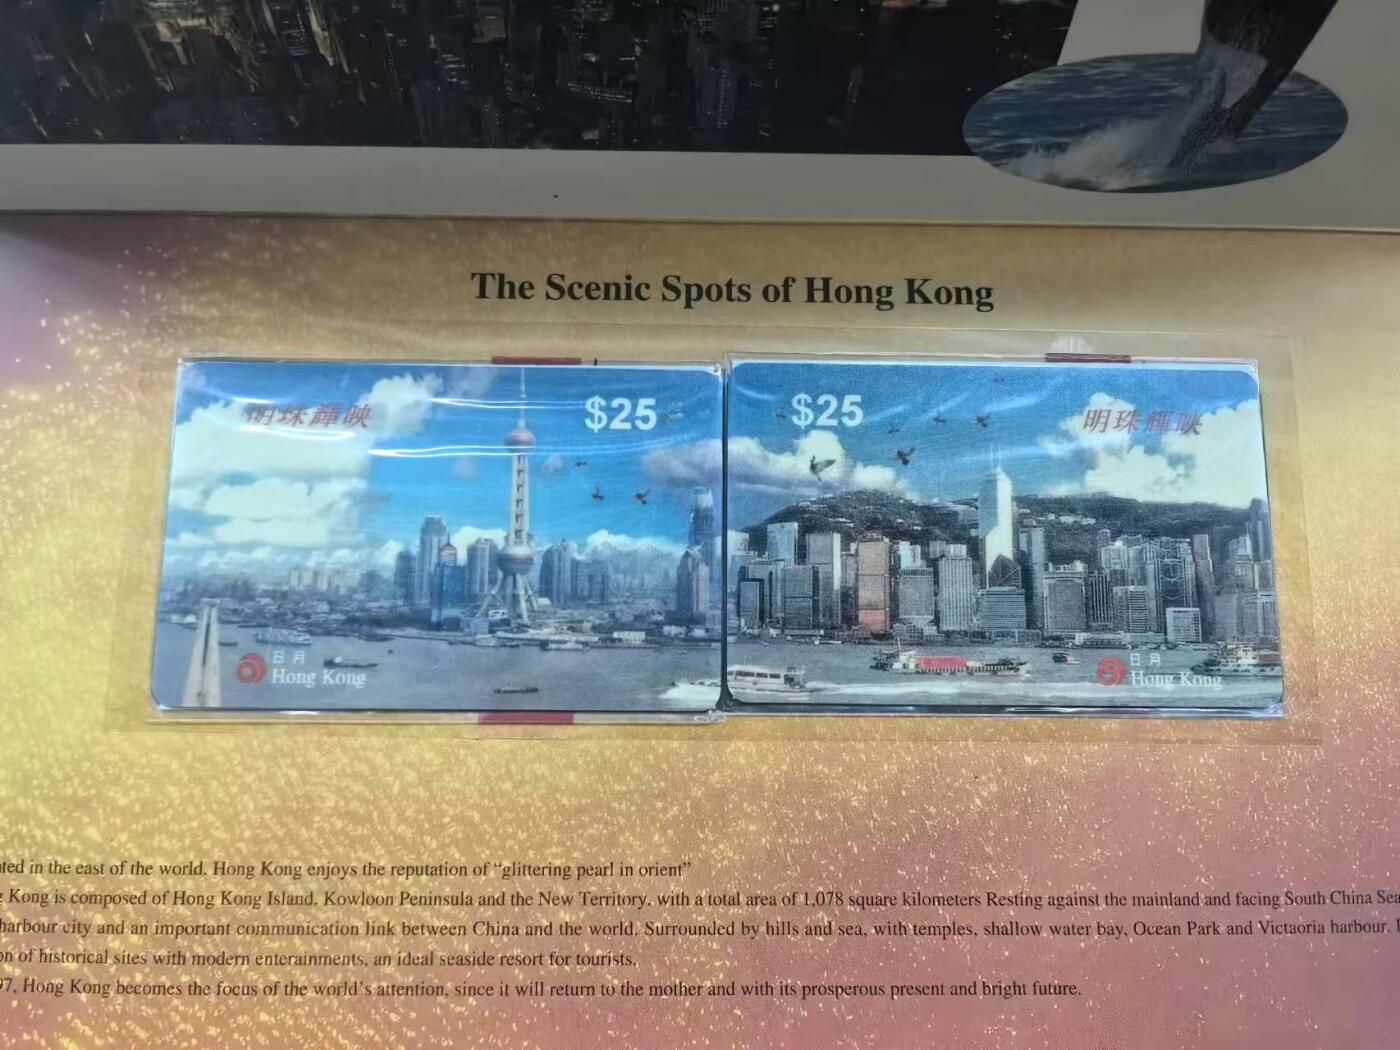 The Scenic Spots of Hong Kong
明珠輝映
$25
$25
明珠輝映
日月
Hong Kong
日月
Hong Kong
in the east of the world. Hong Kong enjoys the reputation of “glittering pearl in orient”
Kong is composed of Hong Kong Island. Kowloon Peninsula and the New Territory. with a total area of 1,078 square kilometers Resting against the mainland and facing South China Sea
harbour city and an important communication link between China and the world. Surrounded by hills and sea, with temples, shallow water bay, Ocean Park and Victaoria harbour.
of historical sites with modern enterainments, an ideal seaside resort for tourists.
97, Hong Kong becomes the focus of the world's attention, since it will return to the mother and with its prosperous present and bright future.